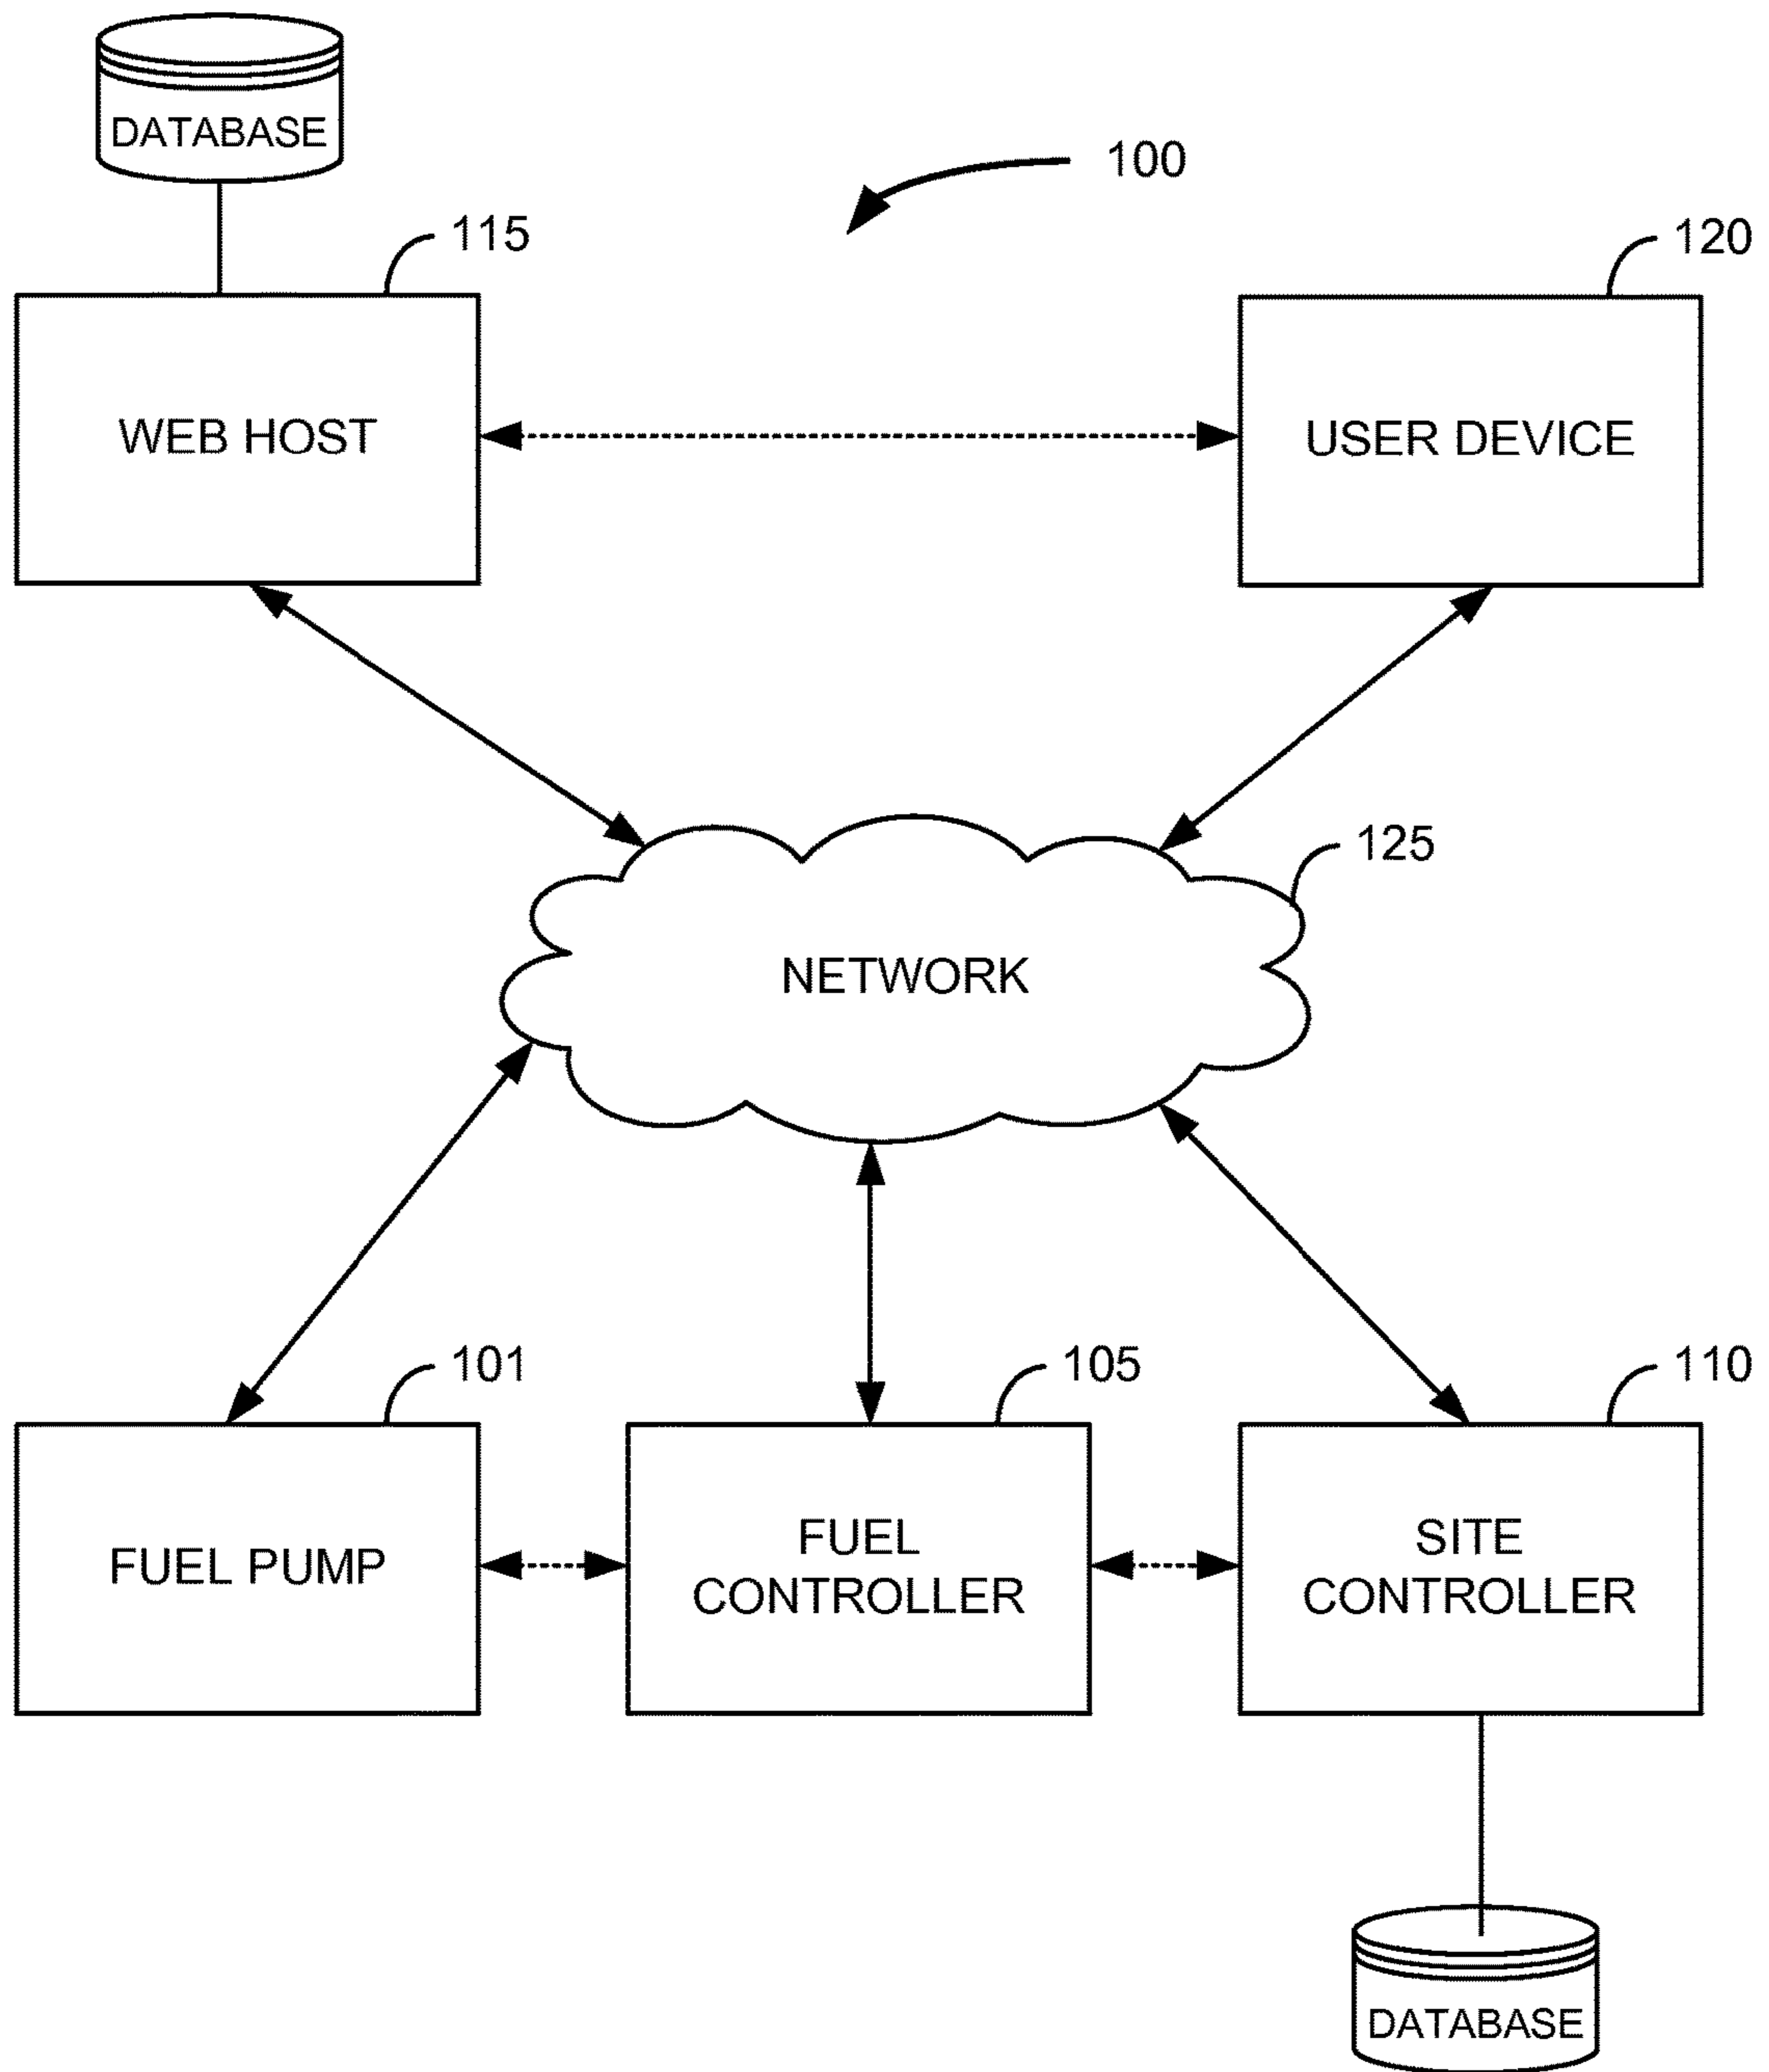 DATABASE
100
115
120
WEB HOST
USER DEVICE
125
NETWORK
101
105
110
FUEL PUMP
FUEL
CONTROLLER
SITE
CONTROLLER
DATABASE